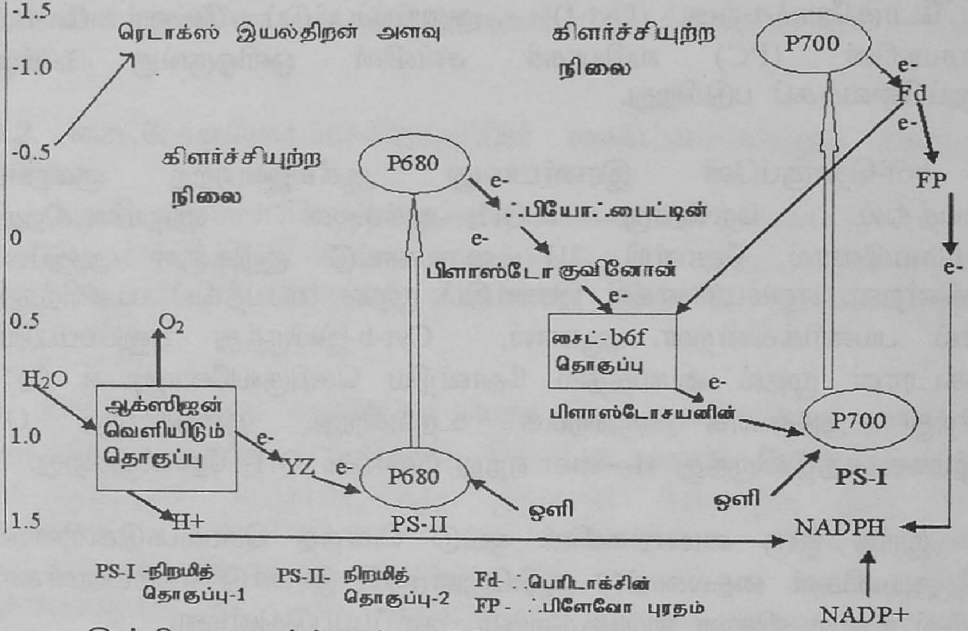 -1.5
ரெடாக்ஸ் இயல்திறன் அளவு
-1.0
-0.5
0
0.5
1.0
1.5
கிளர்ச்சியுற்ற
நிலை
P700
e-
Fd
e-
FP
e-
கிளர்ச்சியுற்ற
நிலை
P680
e-
ஃபியோஃபைட்டின்
e-
பிளாஸ்டோகுவினோன்
e-
சைட்-b6f
தொகுப்பு
e-
பிளாஸ்டோசயனின்
P700
PS-I
ஒளி
O2
H2O
ஆக்ஸிஜன்
வெளியிடும்
தொகுப்பு
e-
YZ
e-
P680
PS-II
ஒளி
H+
NADPH
NADP+
PS-I- நிறமித்
தொகுப்பு-1
PS-II- நிறமித்
தொகுப்பு-2
Fd- ஃபெரிடாக்சின்
FP- ஃபிளேவோ புரதம்